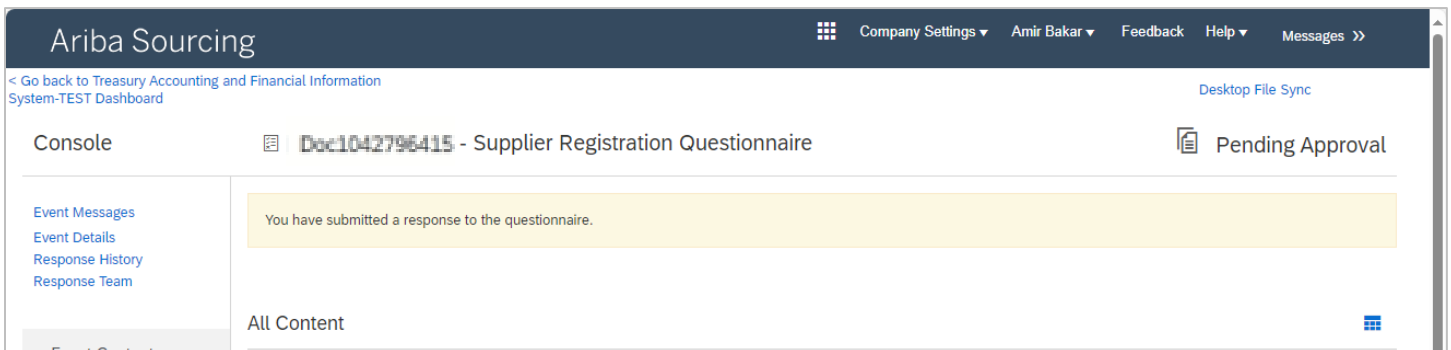 Ariba Sourcing
Company Settings ▾ Amir Bakar ▾ Feedback Help ▾ Messages »
< Go back to Treasury Accounting and Financial Information
System-TEST Dashboard
Desktop File Sync
Console
Doc1042796415 - Supplier Registration Questionnaire
Pending Approval
Event Messages
Event Details
Response History
Response Team
You have submitted a response to the questionnaire.
All Content